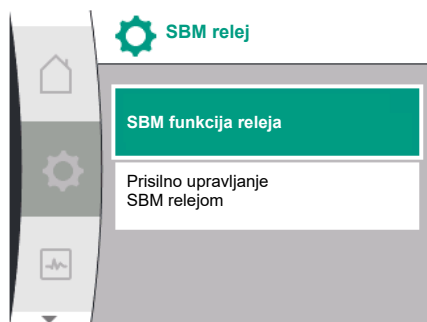 SBM relej
SBM funkcija releja
Prisilno upravljanje
SBM relejom